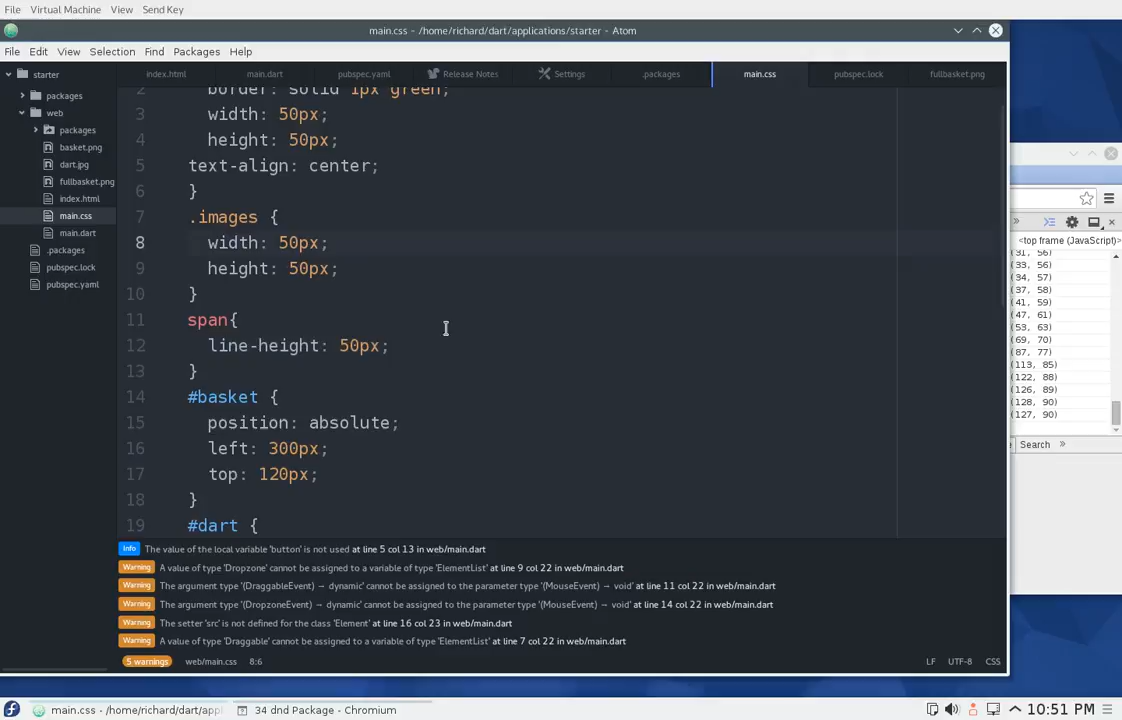 File Virtual Machine View Send Key
main.css - /home/richard/dart/applications/starter - Atom
File Edit View Selection Find Packages Help
starter
packages
web
packages
basket.png
dart.jpg
fullbasket.png
index.html
main.css
main.dart
.packages
pubspec.lock
pubspec.yaml
index.html main.dart pubspec.yaml Release Notes Settings .packages main.css pubspec.lock fullbasket.png
2 border: solid 1px green;
3 width: 50px;
4 height: 50px;
5 text-align: center;
6 }
7 .images {
8 width: 50px;
9 height: 50px;
10 }
11 span{
12 line-height: 50px;
13 }
14 #basket {
15 position: absolute;
16 left: 300px;
17 top: 120px;
18 }
19 #dart {
Info The value of the local variable 'button' is not used at line 5 col 13 in web/main.dart
Warning A value of type 'Dropzone' cannot be assigned to a variable of type 'ElementList' at line 9 col 22 in web/main.dart
Warning The argument type '(DraggableEvent) → dynamic' cannot be assigned to the parameter type '(MouseEvent) → void' at line 11 col 22 in web/main.dart
Warning The argument type '(DropzoneEvent) → dynamic' cannot be assigned to the parameter type '(MouseEvent) → void' at line 14 col 22 in web/main.dart
Warning The setter 'src' is not defined for the class 'Element' at line 16 col 23 in web/main.dart
Warning A value of type 'Draggable' cannot be assigned to a variable of type 'ElementList' at line 7 col 22 in web/main.dart
5 warnings web/main.css 8:6 LF UTF-8 CSS
»
<top frame (JavaScript)
(31, 56)
(33, 56)
(34, 57)
(37, 58)
(41, 59)
(47, 61)
(53, 63)
(69, 70)
(87, 77)
(113, 85)
(122, 88)
(126, 89)
(128, 90)
(127, 90)
Search »
main.css - /home/richard/dart/appl 34 dnd Package - Chromium 10:51 PM